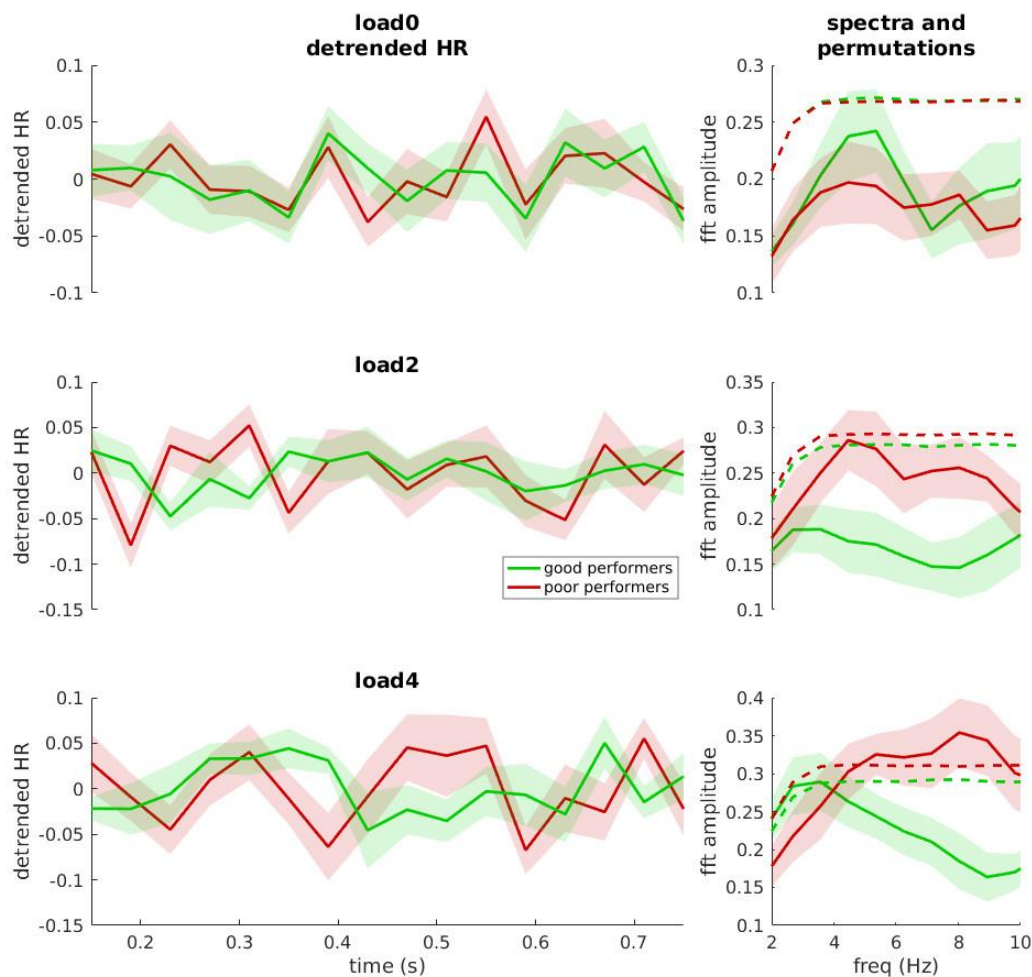 load0
detrended HR
spectra and
permutations
detrended HR
0.1
0.05
0
-0.05
-0.1
fft amplitude
0.3
0.25
0.2
0.15
0.1
load2
detrended HR
0.1
0.05
0
-0.05
-0.1
-0.15
good performers
poor performers
fft amplitude
0.35
0.3
0.25
0.2
0.15
0.1
load4
detrended HR
0.1
0.05
0
-0.05
-0.1
-0.15
0.2 0.3 0.4 0.5 0.6 0.7
time (s)
fft amplitude
0.4
0.35
0.3
0.25
0.2
0.15
0.1
2 4 6 8 10
freq (Hz)